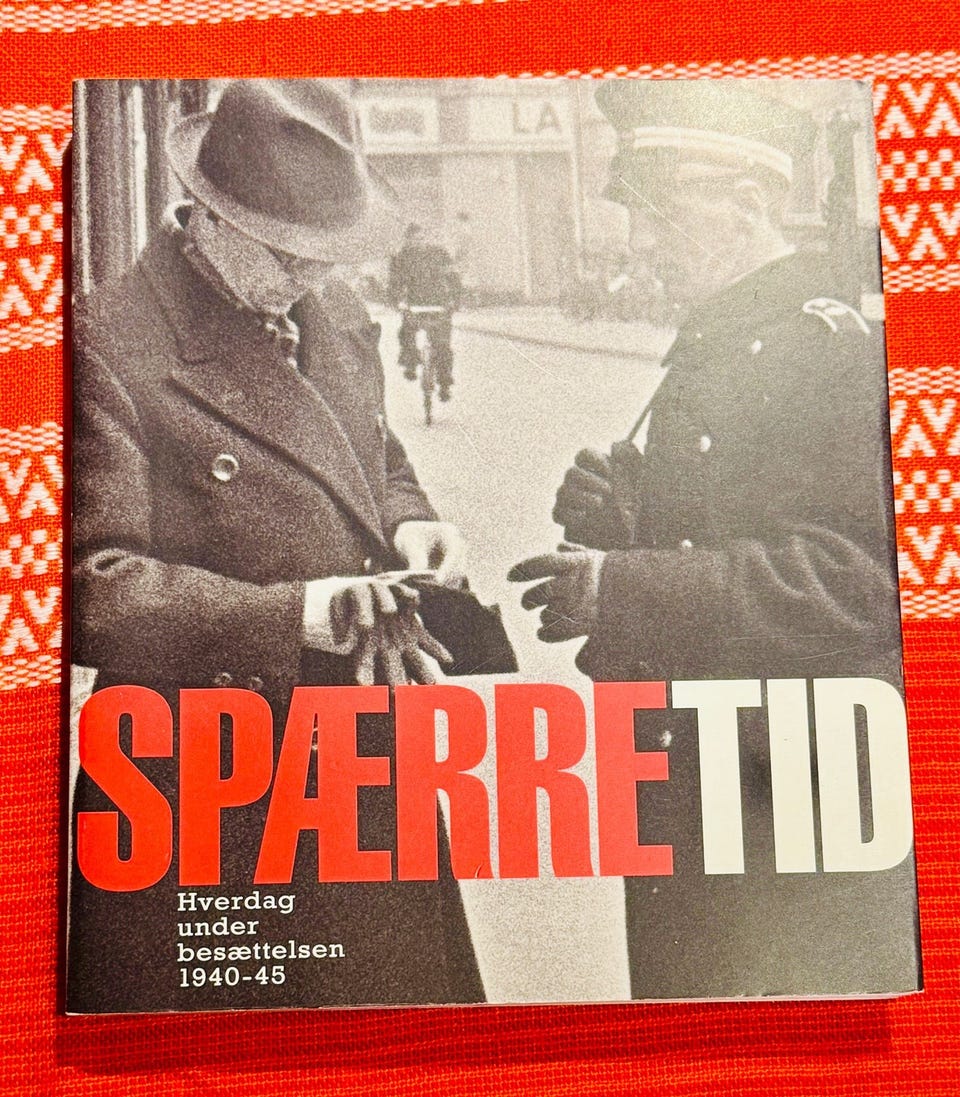 LA
SPÆRRETID
Hverdag
under
besættelsen
1940-45